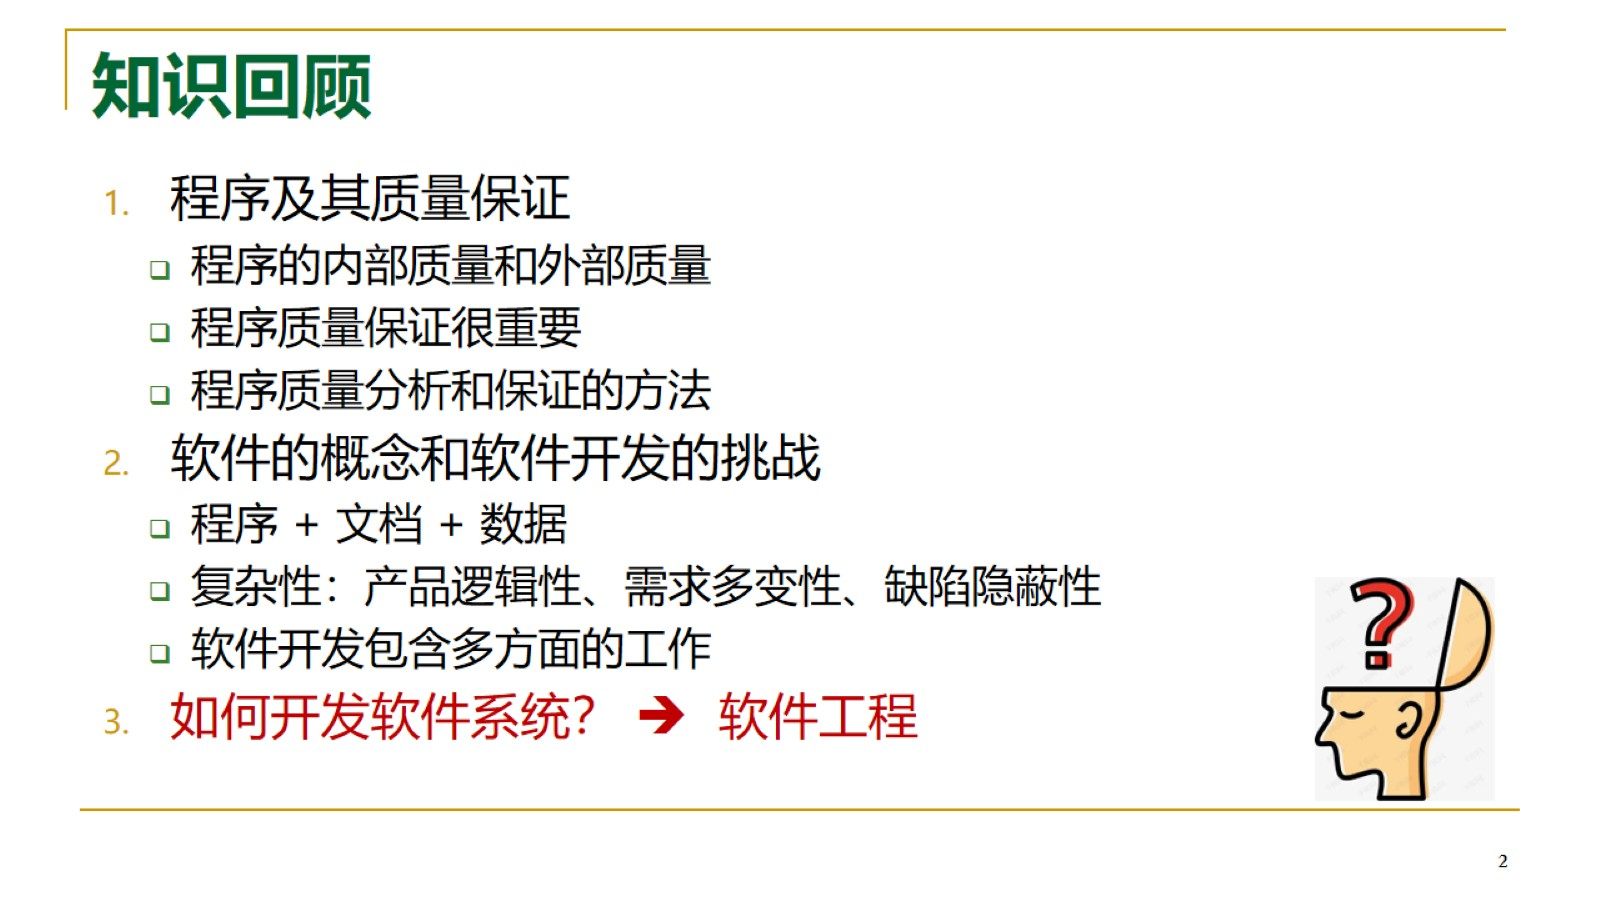 知识回顾
1. 程序及其质量保证
❑ 程序的内部质量和外部质量
❑ 程序质量保证很重要
❑ 程序质量分析和保证的方法
2. 软件的概念和软件开发的挑战
❑ 程序 + 文档 + 数据
❑ 复杂性：产品逻辑性、需求多变性、缺陷隐蔽性
❑ 软件开发包含多方面的工作
3. 如何开发软件系统？ ➔ 软件工程
?
2